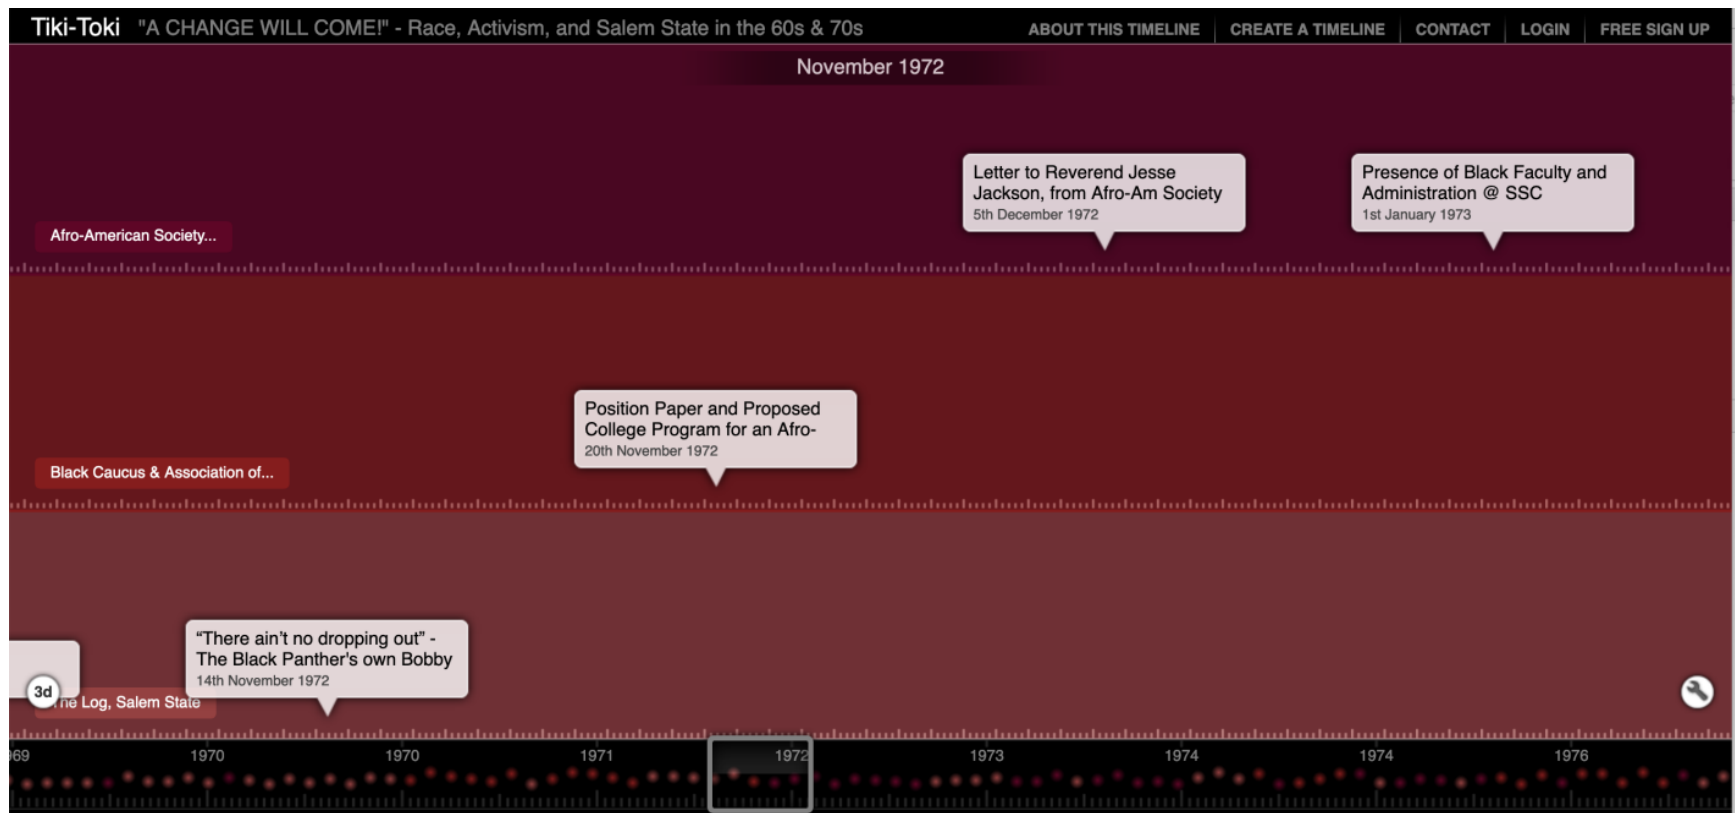 Tiki-Toki "A CHANGE WILL COME!" - Race, Activism, and Salem State in the 60s & 70s ABOUT THIS TIMELINE CREATE A TIMELINE CONTACT LOGIN FREE SIGN UP
November 1972
Letter to Reverend Jesse
Jackson, from Afro-Am Society
5th December 1972
Presence of Black Faculty and
Administration @ SSC
1st January 1973
Afro-American Society...
Position Paper and Proposed
College Program for an Afro-
20th November 1972
Black Caucus & Association of...
“There ain't no dropping out” -
The Black Panther's own Bobby
14th November 1972
3d
he Log, Salem State
69 1970 1970 1971 1972 1973 1974 1974 1976